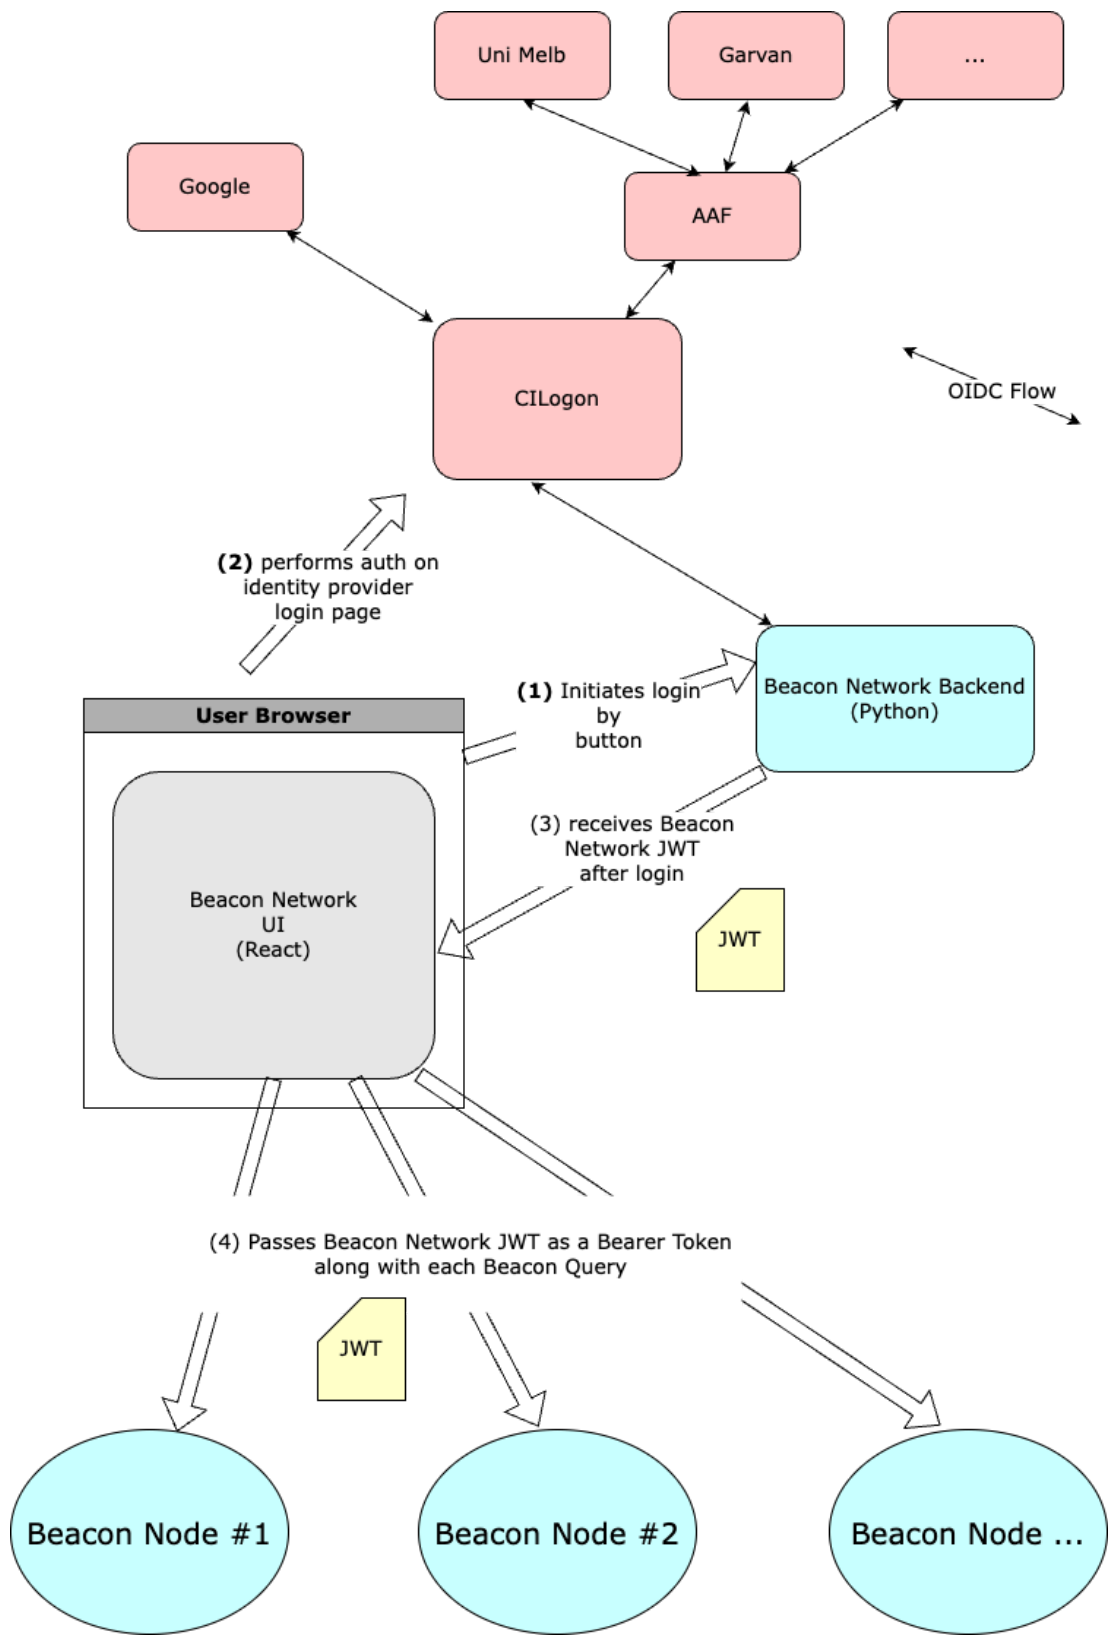 Uni Melb
Garvan
...
Google
AAF
CILogon
OIDC Flow
(2) performs auth on
identity provider
login page
(1) Initiates login
by
button
Beacon Network Backend
(Python)
User Browser
(3) receives Beacon
Network JWT
after login
Beacon Network
UI
(React)
JWT
(4) Passes Beacon Network JWT as a Bearer Token
along with each Beacon Query
JWT
Beacon Node #1
Beacon Node #2
Beacon Node ...